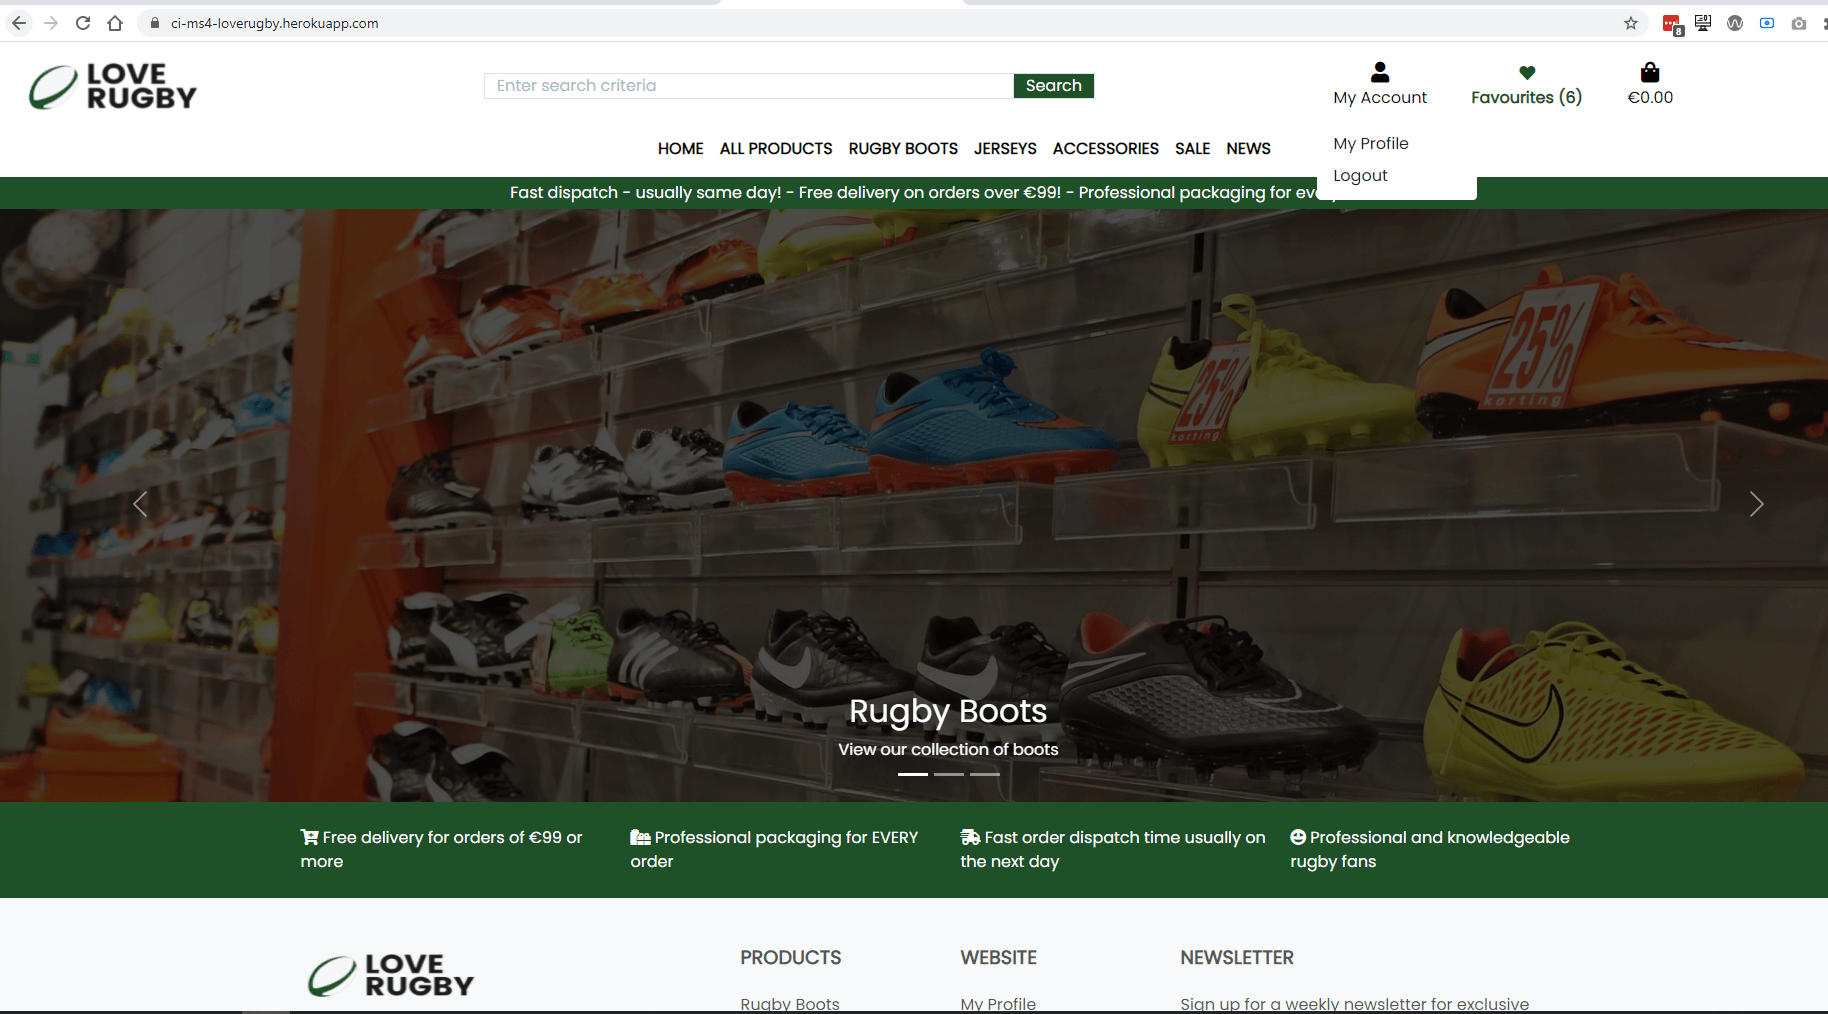 ci-ms4-loverugby.herokuapp.com
8
LOVE
RUGBY
Enter search criteria
Search
My Account
Favourites (6)
€0.00
My Profile
Logout
HOME
ALL PRODUCTS
RUGBY BOOTS
JERSEYS
ACCESSORIES
SALE
NEWS
Fast dispatch - usually same day! - Free delivery on orders over €99! - Professional packaging for
25%
korting
25%
korting
Rugby Boots
View our collection of boots
Free delivery for orders of €99 or
more
Professional packaging for EVERY
order
Fast order dispatch time usually on
the next day
Professional and knowledgeable
rugby fans
LOVE
RUGBY
PRODUCTS
Rugby Boots
WEBSITE
My Profile
NEWSLETTER
Sign up for a weekly newsletter for exclusive